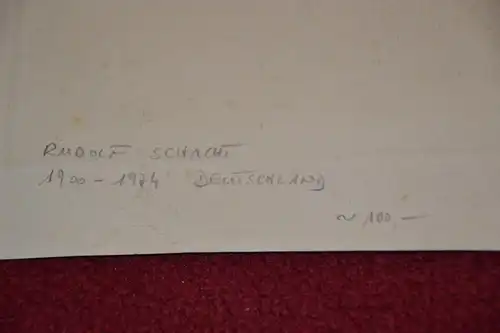 RUDOLF SCHACHT
1900 - 1974 DEUTSCHLAND
~ 100,-